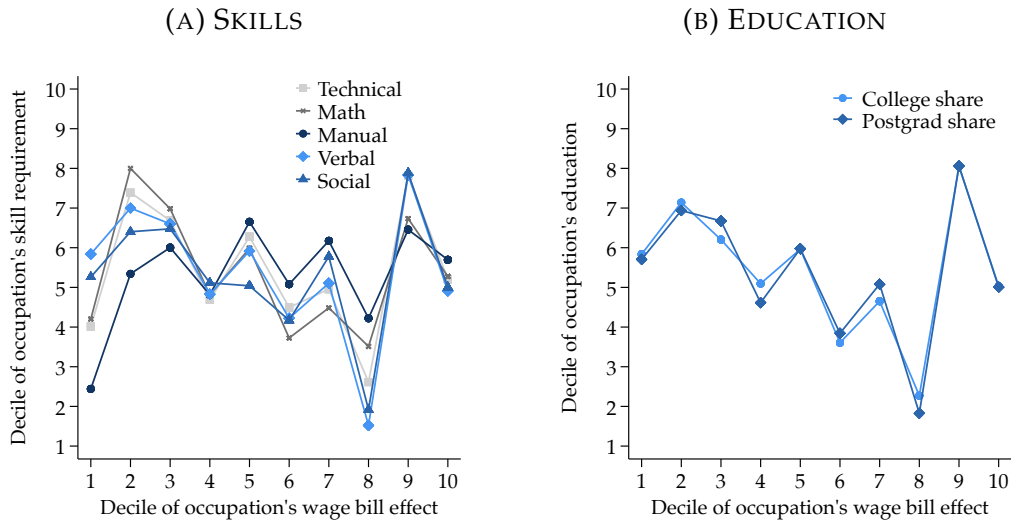 (A) SKILLS
Decile of occupation's skill requirement
10
9
8
7
6
5
4
3
2
1
Technical
Math
Manual
Verbal
Social
1 2 3 4 5 6 7 8 9 10
Decile of occupation's wage bill effect
(B) EDUCATION
Decile of occupation's education
10
9
8
7
6
5
4
3
2
1
College share
Postgrad share
1 2 3 4 5 6 7 8 9 10
Decile of occupation's wage bill effect